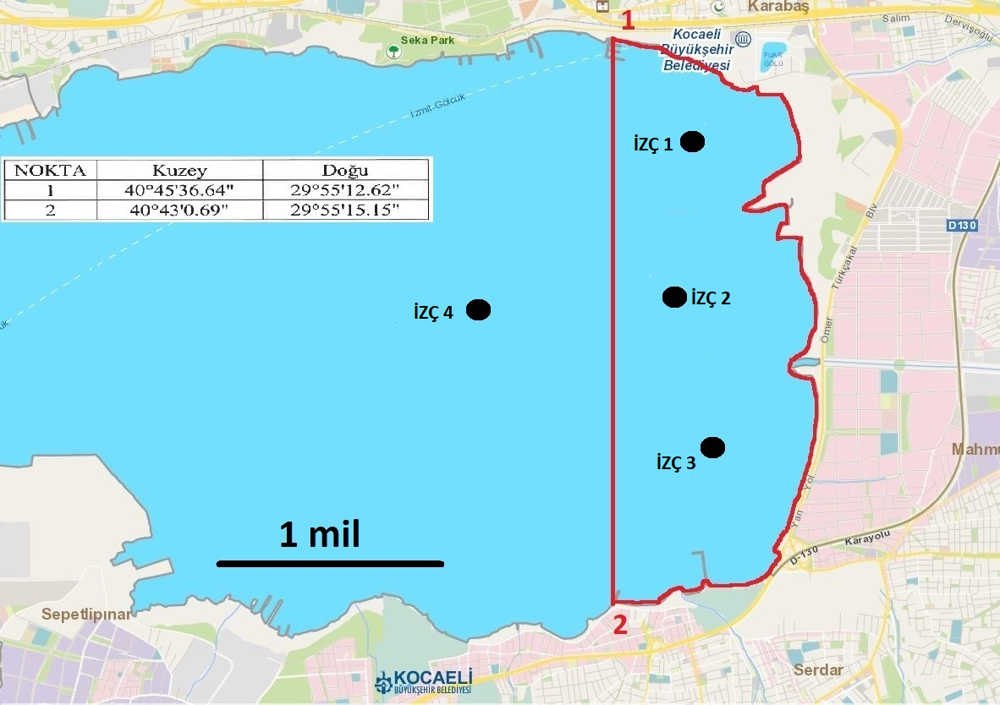 1
Karabaş
Salim
Dervişoğlu
Seka Park
Kocaeli
Büyükşehir
Belediyesi
FUAR
GÖLÜ
İzmit-Gölcük
İZÇ 1
NOKTA Kuzey Doğu
1 40°45'36.64" 29°55'12.62"
2 40°43'0.69" 29°55'15.15"
Blv
D130
Türkçakal
İZÇ 2
İZÇ 4
Ömer
İZÇ 3
Mahmu
Yol
Yan
1 mil
Karayolu
D-130
Sepetlipınar
2
Serdar
KOCAELİ
BÜYÜKŞEHİR BELEDİYESİ